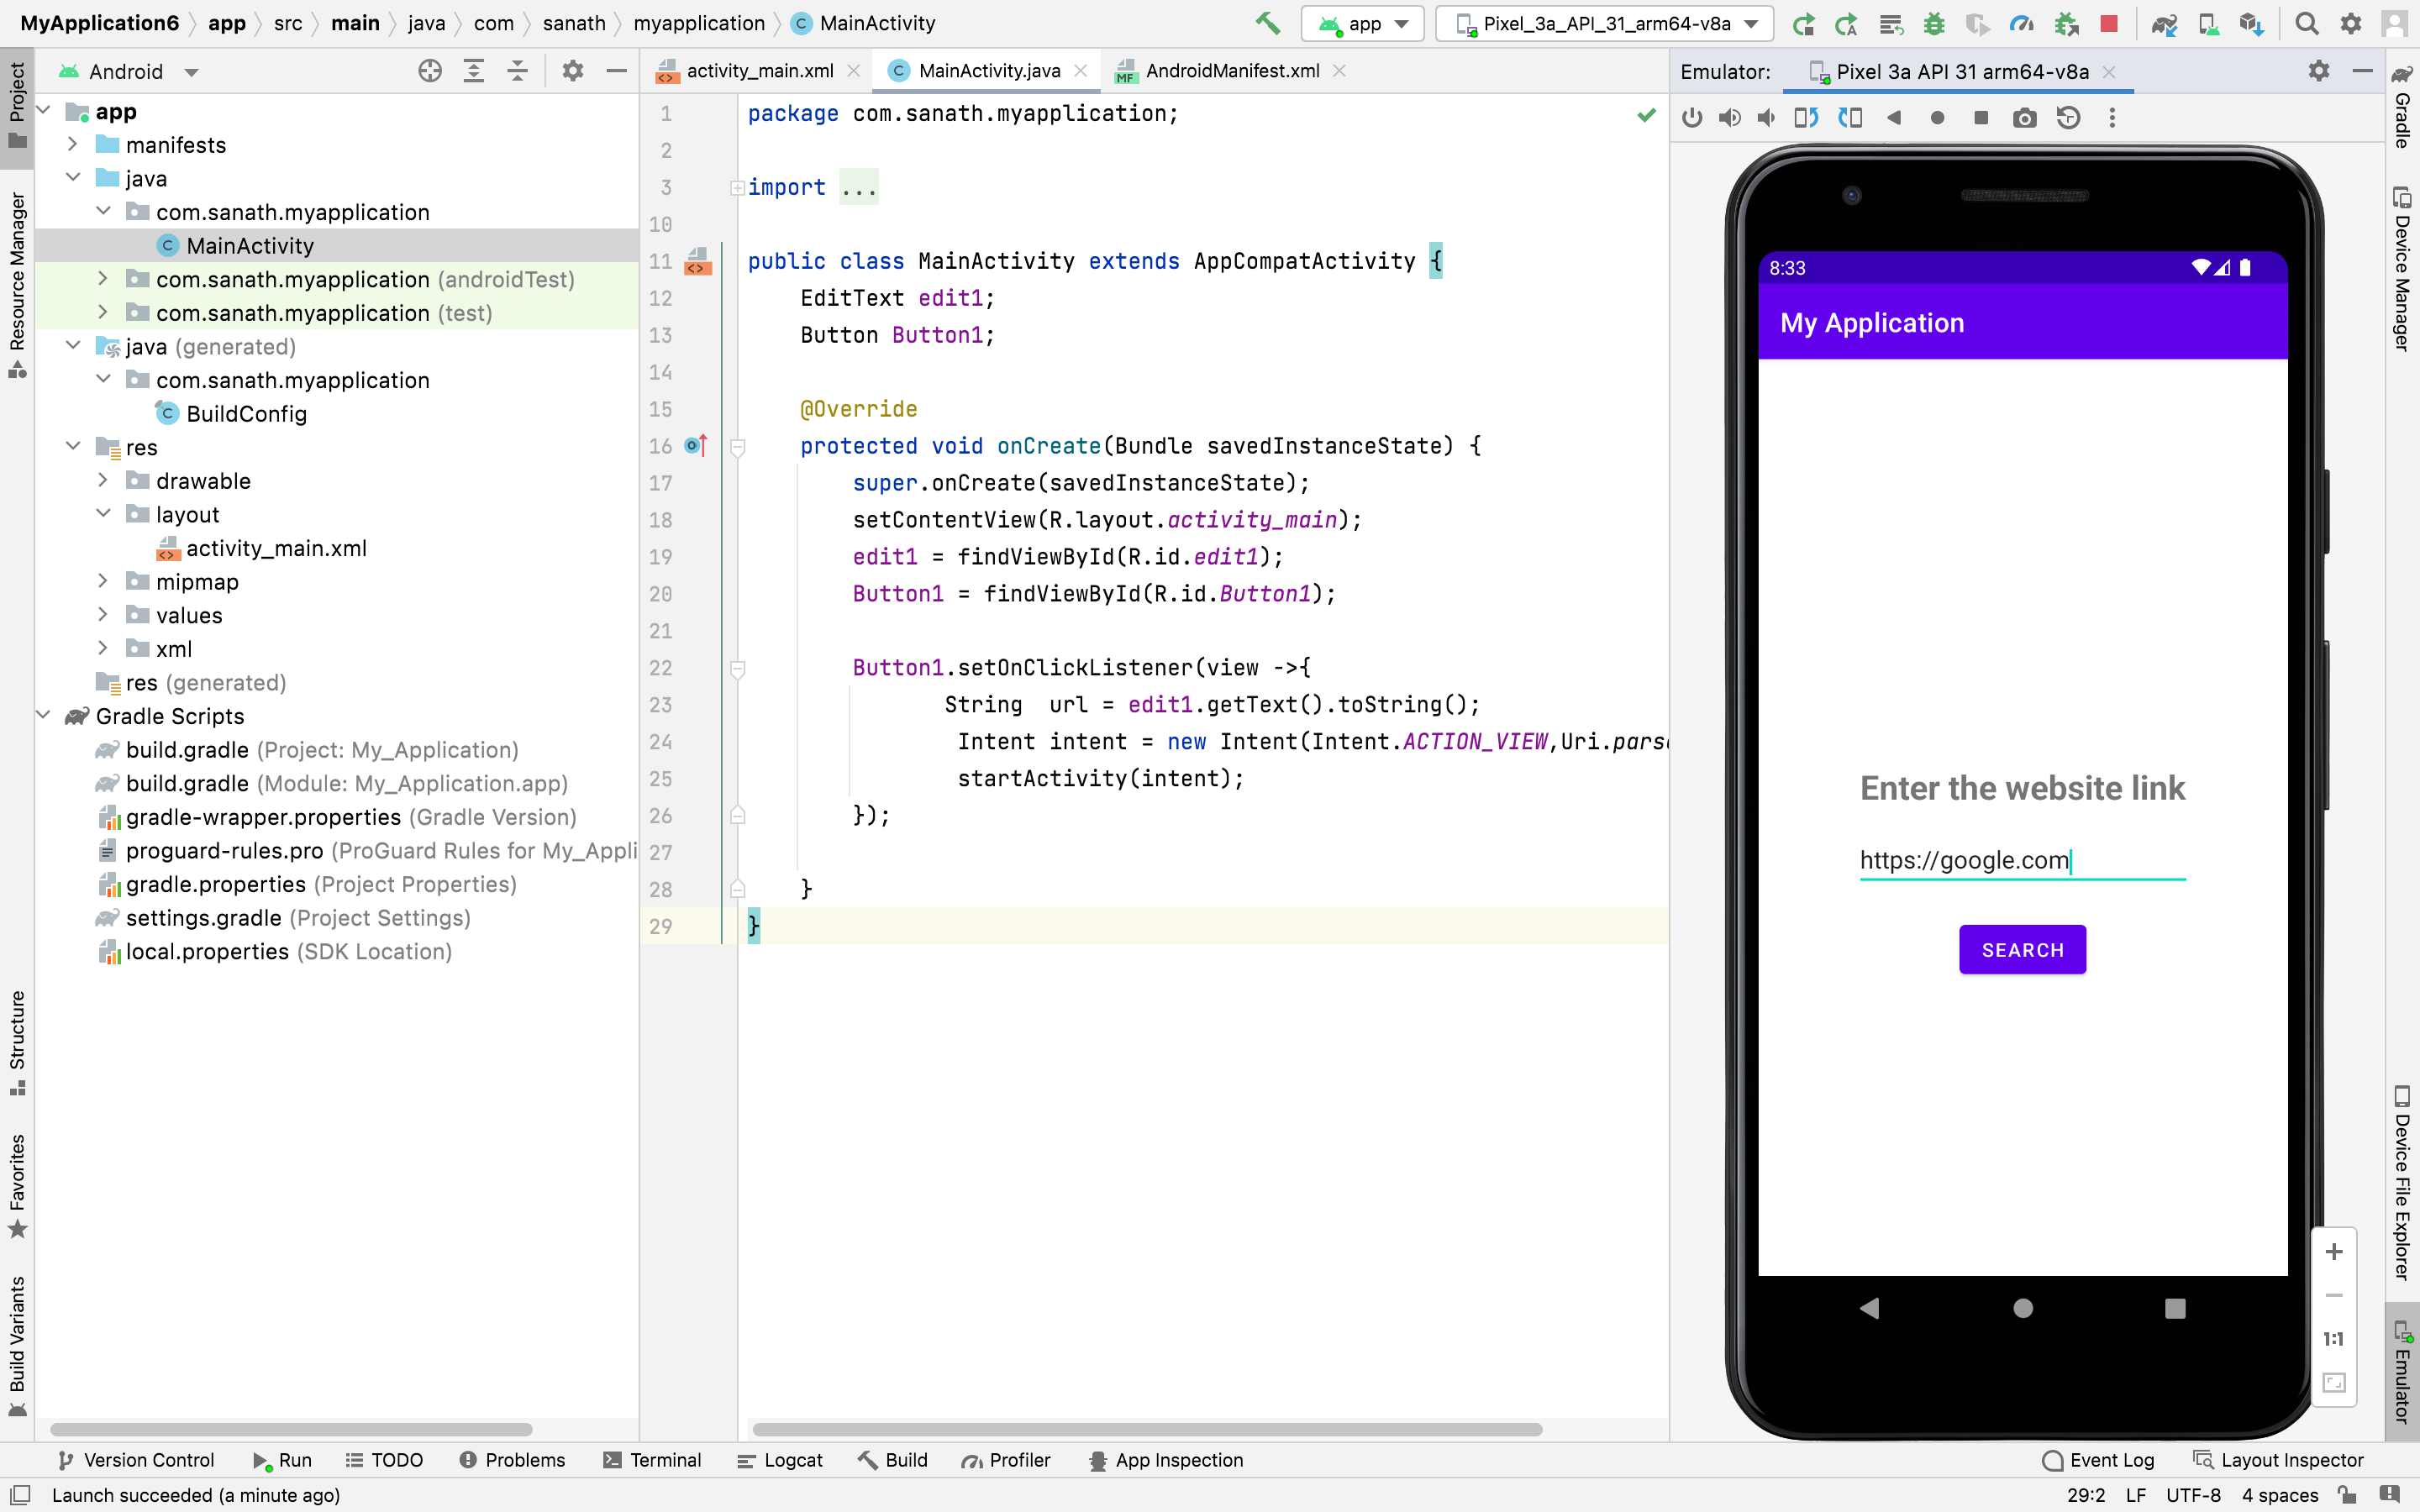 MyApplication6 app src main java com sanath myapplication MainActivity
app Pixel_3a_API_31_arm64-v8a
Project
Resource Manager
Structure
Favorites
Build Variants
Android
app
manifests
java
com.sanath.myapplication
MainActivity
com.sanath.myapplication (androidTest)
com.sanath.myapplication (test)
java (generated)
com.sanath.myapplication
BuildConfig
res
drawable
layout
activity_main.xml
mipmap
values
xml
res (generated)
Gradle Scripts
build.gradle (Project: My_Application)
build.gradle (Module: My_Application.app)
gradle-wrapper.properties (Gradle Version)
proguard-rules.pro (ProGuard Rules for My_Appli
gradle.properties (Project Properties)
settings.gradle (Project Settings)
local.properties (SDK Location)
activity_main.xml MainActivity.java AndroidManifest.xml
1 package com.sanath.myapplication;
2
3 import ...
10
11 public class MainActivity extends AppCompatActivity {
12 EditText edit1;
13 Button Button1;
14
15 @Override
16 protected void onCreate(Bundle savedInstanceState) {
17 super.onCreate(savedInstanceState);
18 setContentView(R.layout.activity_main);
19 edit1 = findViewById(R.id.edit1);
20 Button1 = findViewById(R.id.Button1);
21
22 Button1.setOnClickListener(view ->{
23 String  url = edit1.getText().toString();
24 Intent intent = new Intent(Intent.ACTION_VIEW,Uri.pars
25 startActivity(intent);
26 });
27
28 }
29 }
Emulator: Pixel 3a API 31 arm64-v8a
8:33
My Application
Enter the website link
https://google.com
SEARCH
1:1
Gradle
Device Manager
Device File Explorer
Emulator
Version Control Run TODO Problems Terminal Logcat Build Profiler App Inspection Event Log Layout Inspector
Launch succeeded (a minute ago) 29:2 LF UTF-8 4 spaces